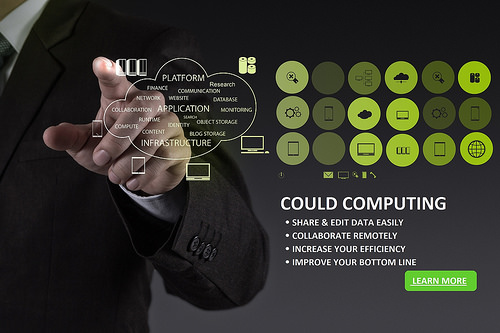 PLATFORM
Research
FINANCE
COMMUNICATION
NETWORK WEBSITE DATABASE
COLLABORATION APPLICATION MONITORING
RUNTIME SEARCH
COMPUTE IDENTITY OBJECT STORAGE
CONTENT BLOG STORAGE
INFRASTRUCTURE
COULD COMPUTING
• SHARE & EDIT DATA EASILY
• COLLABORATE REMOTELY
• INCREASE YOUR EFFICIENCY
• IMPROVE YOUR BOTTOM LINE
LEARN MORE